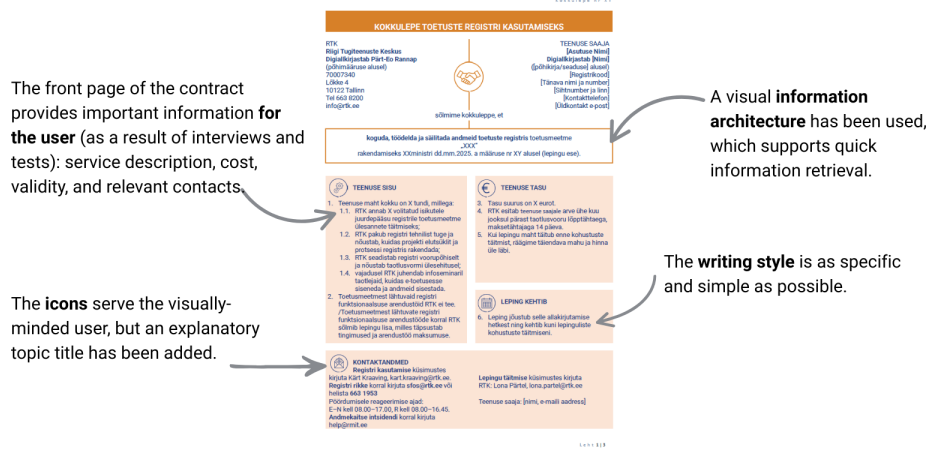 KOKKULEPE TOETUSTE REGISTRI KASUTAMISEKS
RTK
Riigi Tugiteenuste Keskus
Digiallkirjastab Pärt-Eo Rannap
(põhimääruse alusel)
70007340
Lõkke 4
10122 Tallinn
Tel 663 8200
info@rtk.ee
TEENUSE SAAJA
[Asutuse Nimi]
Digiallkirjastab [Nimi]
([põhikirja/seaduse] alusel)
[Registrikood]
[Tänava nimi ja number]
[Sihtnumber ja linn]
[Kontakttelefon]
[Üldkontakt e-post]
sõlmime kokkuleppe, et
koguda, töödelda ja säilitada andmeid toetuste registris toetusmeetme
„XXX"
rakendamiseks XXministri dd.mm.2025. a määruse nr XY alusel (lepingu ese).
The front page of the contract
provides important information for
the user (as a result of interviews and
tests): service description, cost,
validity, and relevant contacts.
A visual information
architecture has been used,
which supports quick
information retrieval.
TEENUSE SISU
1. Teenuse maht kokku on X tundi, millega:
1.1. RTK annab X volitatud isikutele
juurdepääsu registrile toetusmeetme
ülesannete täitmiseks;
1.2. RTK pakub registri tehnilist tuge ja
nõustab, kuidas projekti elutsüklit ja
protsessi registris rakendada;
1.3. RTK seadistab registri voorupõhiselt
ja nõustab taotlusvormi ülesehitusel;
1.4. vajadusel RTK juhendab infoseminaril
taotlejaid, kuidas e-toetusesse
siseneda ja andmeid sisestada.
2. Toetusmeetmest lähtuvaid registri
funktsionaalsuse arendustöid RTK ei tee.
/Toetusmeetmest lähtuvate registri
funktsionaalsuse arendustööde korral RTK
sõlmib lepingu lisa, milles täpsustab
tingimused ja arendustöö maksumuse.
TEENUSE TASU
3. Tasu suurus on X eurot.
4. RTK esitab teenuse saajale arve ühe kuu
jooksul pärast taotlusvooru lõpptähtaega,
maksetähtajaga 14 päeva.
5. Kui lepingu maht täitub enne kohustuste
täitmist, räägime täiendava mahu ja hinna
üle läbi.
LEPING KEHTIB
6. Leping jõustub selle allakirjutamise
hetkest ning kehtib kuni lepinguliste
kohustuste täitmiseni.
The writing style is as specific
and simple as possible.
The icons serve the visually-
minded user, but an explanatory
topic title has been added.
KONTAKTANDMED
Registri kasutamise küsimustes
kirjuta Kärt Kraaving, kart.kraaving@rtk.ee.
Registri rikke korral kirjuta sfos@rtk.ee või
helista 663 1953
Pöördumisele reageerimise ajad:
E–N kell 08.00–17.00, R kell 08.00–16.45.
Andmekaitse intsidendi korral kirjuta
help@rmit.ee
Lepingu täitmise küsimustes kirjuta
RTK: Lona Pärtel, lona.partel@rtk.ee
Teenuse saaja: [nimi, e-maili aadress]
Leht 1 | 3